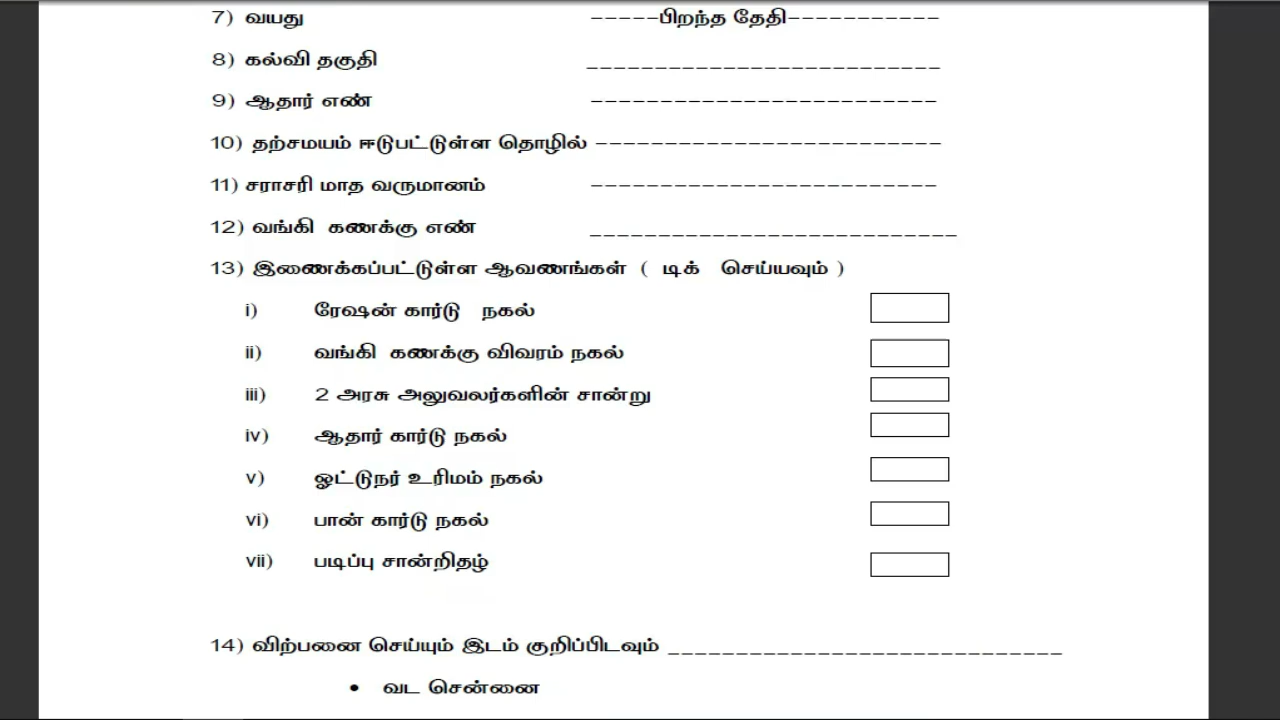 7) வயது -----பிறந்த தேதி-----------
8) கல்வி தகுதி __________________________
9) ஆதார் எண் -------------------------
10) தற்சமயம் ஈடுபட்டுள்ள தொழில் -------------------------
11) சராசரி மாத வருமானம் -------------------------
12) வங்கி கணக்கு எண் ___________________________
13) இணைக்கப்பட்டுள்ள ஆவணங்கள் ( டிக் செய்யவும் )
i) ரேஷன் கார்டு நகல்
ii) வங்கி கணக்கு விவரம் நகல்
iii) 2 அரசு அலுவலர்களின் சான்று
iv) ஆதார் கார்டு நகல்
v) ஓட்டுநர் உரிமம் நகல்
vi) பான் கார்டு நகல்
vii) படிப்பு சான்றிதழ்
14) விற்பனை செய்யும் இடம் குறிப்பிடவும் _____________________________
• வட சென்னை